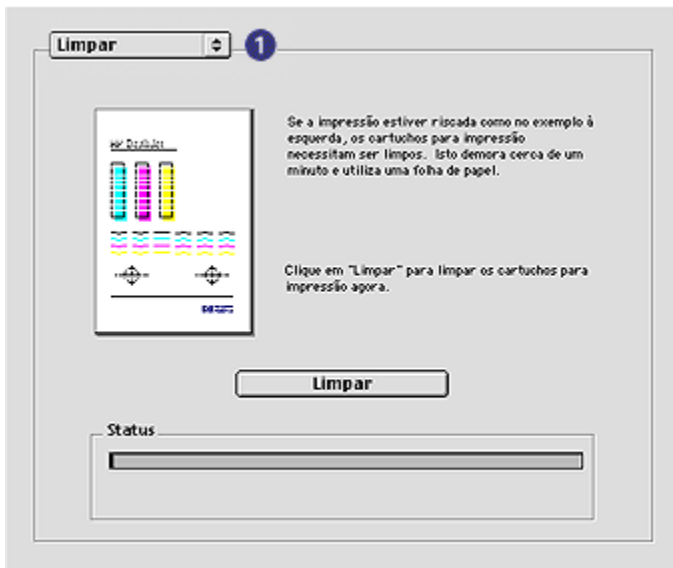 Limpar
1
Se a impressão estiver riscada como no exemplo à
esquerda, os cartuchos para impressão
necessitam ser limpos. Isto demora cerca de um
minuto e utiliza uma folha de papel.
Clique em "Limpar" para limpar os cartuchos para
impressão agora.
Limpar
Status